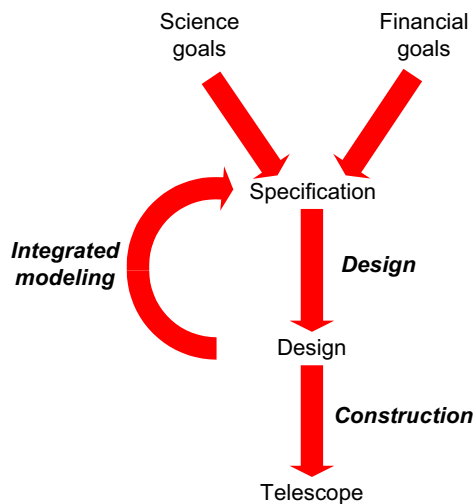 Science
goals
Financial
goals
Specification
Integrated
modeling
Design
Design
Construction
Telescope